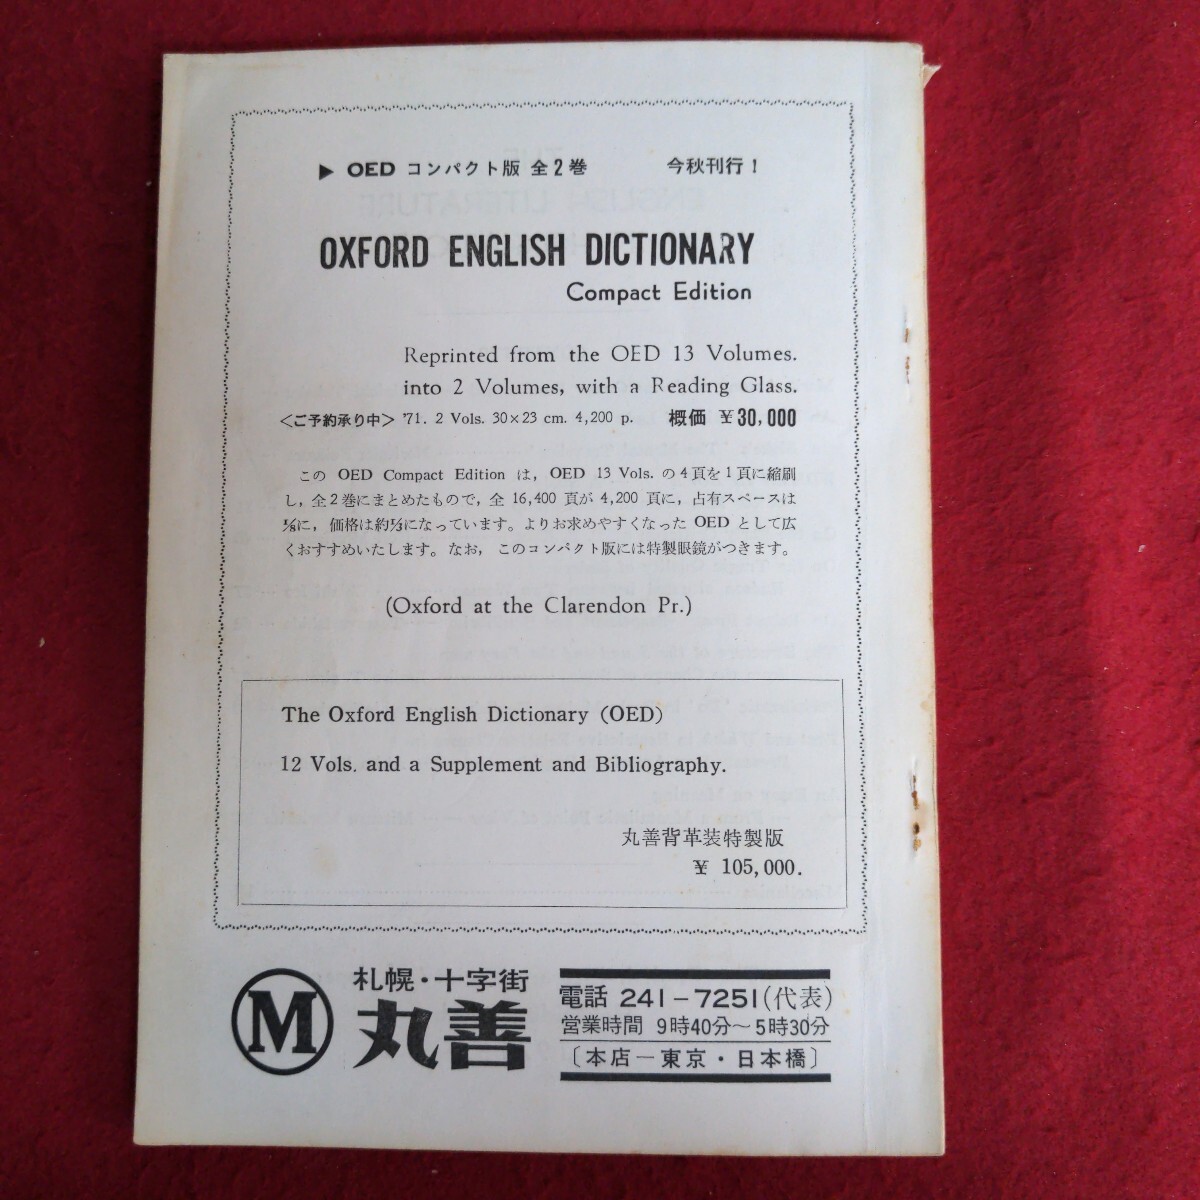 ▶ OED コンパクト版 全2巻 今秋刊行!
OXFORD ENGLISH DICTIONARY
Compact Edition
Reprinted from the OED 13 Volumes.
into 2 Volumes, with a Reading Glass.
<ご予約承り中> '71. 2 Vols. 30×23 cm. 4,200 p. 概価 ¥30,000
この OED Compact Edition は, OED 13 Vols. の4頁を1頁に縮刷
し, 全2巻にまとめたもので, 全 16,400 頁が 4,200 頁に, 占有スペースは
に, 価格は約⅓になっています。よりお求めやすくなった OED として広
くおすすめいたします。なお, このコンパクト版には特製眼鏡がつきます。
(Oxford at the Clarendon Pr.)
The Oxford English Dictionary (OED)
12 Vols. and a Supplement and Bibliography.
丸善背革装特製版
¥ 105,000.
M
札幌・十字街
丸善
電話 241-7251(代表)
営業時間 9時40分〜5時30分
〔本店—東京・日本橋〕